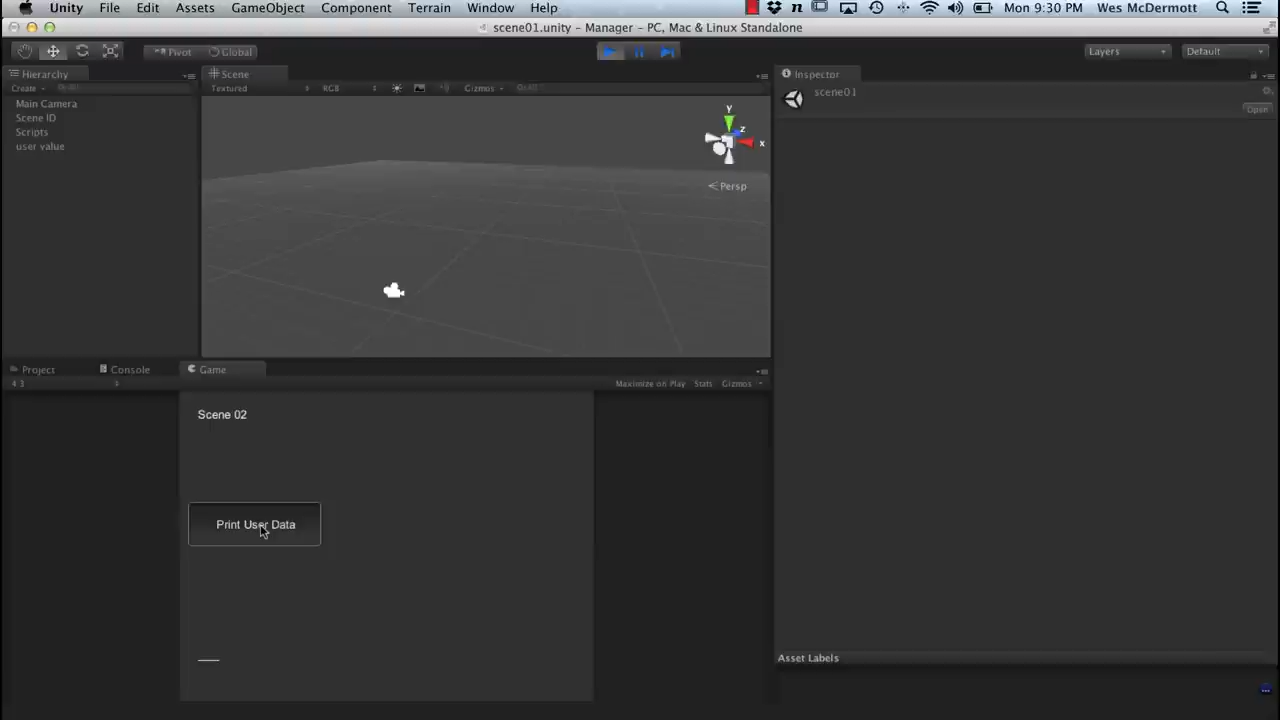 Unity File Edit Assets GameObject Component Terrain Window Help Mon 9:30 PM Wes McDermott
scene01.unity - Manager - PC, Mac & Linux Standalone
Pivot Global Layers Default
Hierarchy Scene Inspector
Create Textured RGB Gizmos scene01
Open
Main Camera
Scene ID
Scripts
user value
y
z
x
Persp
Project Console Game
4:3 Maximize on Play Stats Gizmos
Scene 02
Print User Data
Asset Labels